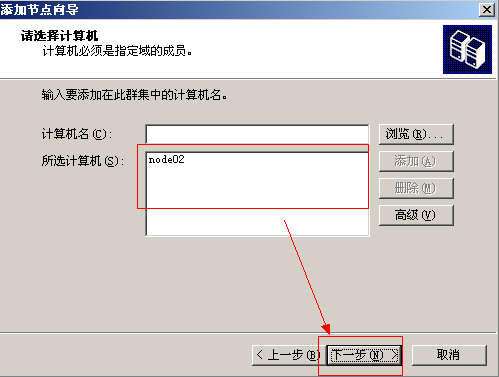 添加节点向导
请选择计算机
计算机必须是指定域的成员。
输入要添加在此群集中的计算机名。
计算机名(C):
浏览(R)...
所选计算机(S):
node02
添加(A)
删除(M)
高级(V)
< 上一步(B)
下一步(N) >
取消